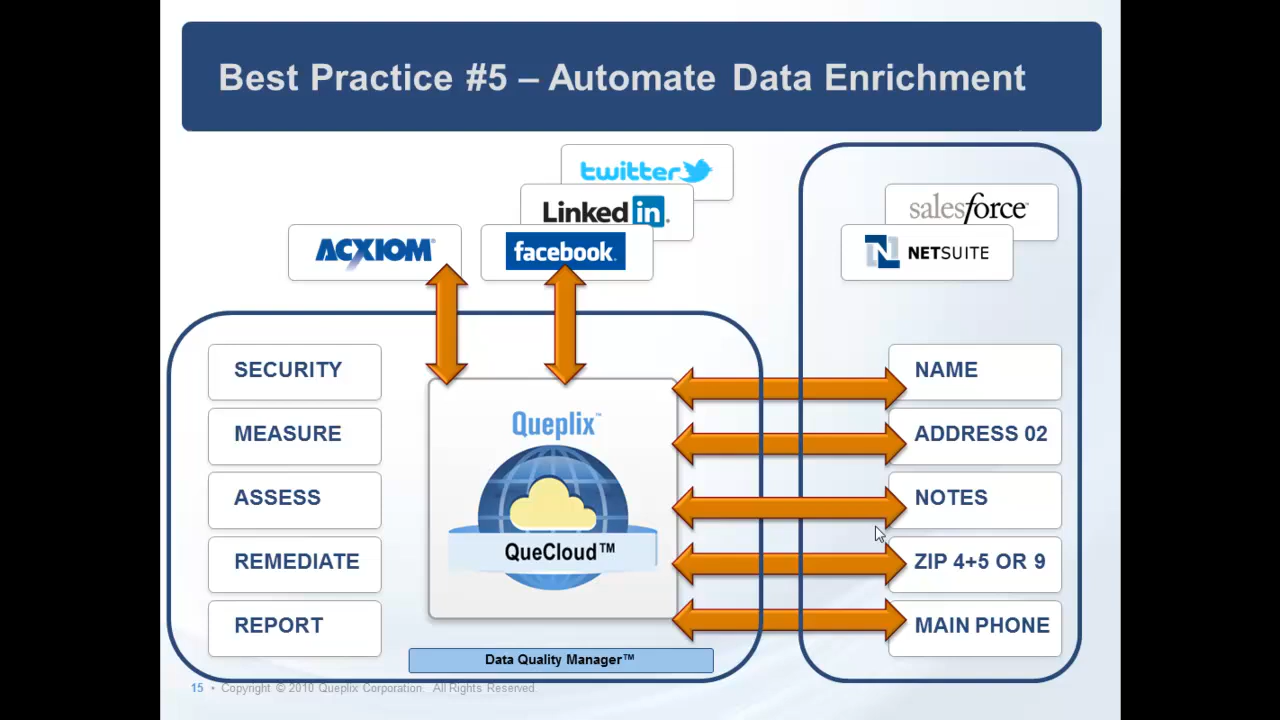 Best Practice #5 – Automate Data Enrichment
twitter
Linked in.
facebook.
ACXIOM®
salesforce
NETSUITE
SECURITY
MEASURE
ASSESS
REMEDIATE
REPORT
Queplix™
QueCloud™
Data Quality Manager™
NAME
ADDRESS 02
NOTES
ZIP 4+5 OR 9
MAIN PHONE
15 • Copyright © 2010 Queplix Corporation. All Rights Reserved.